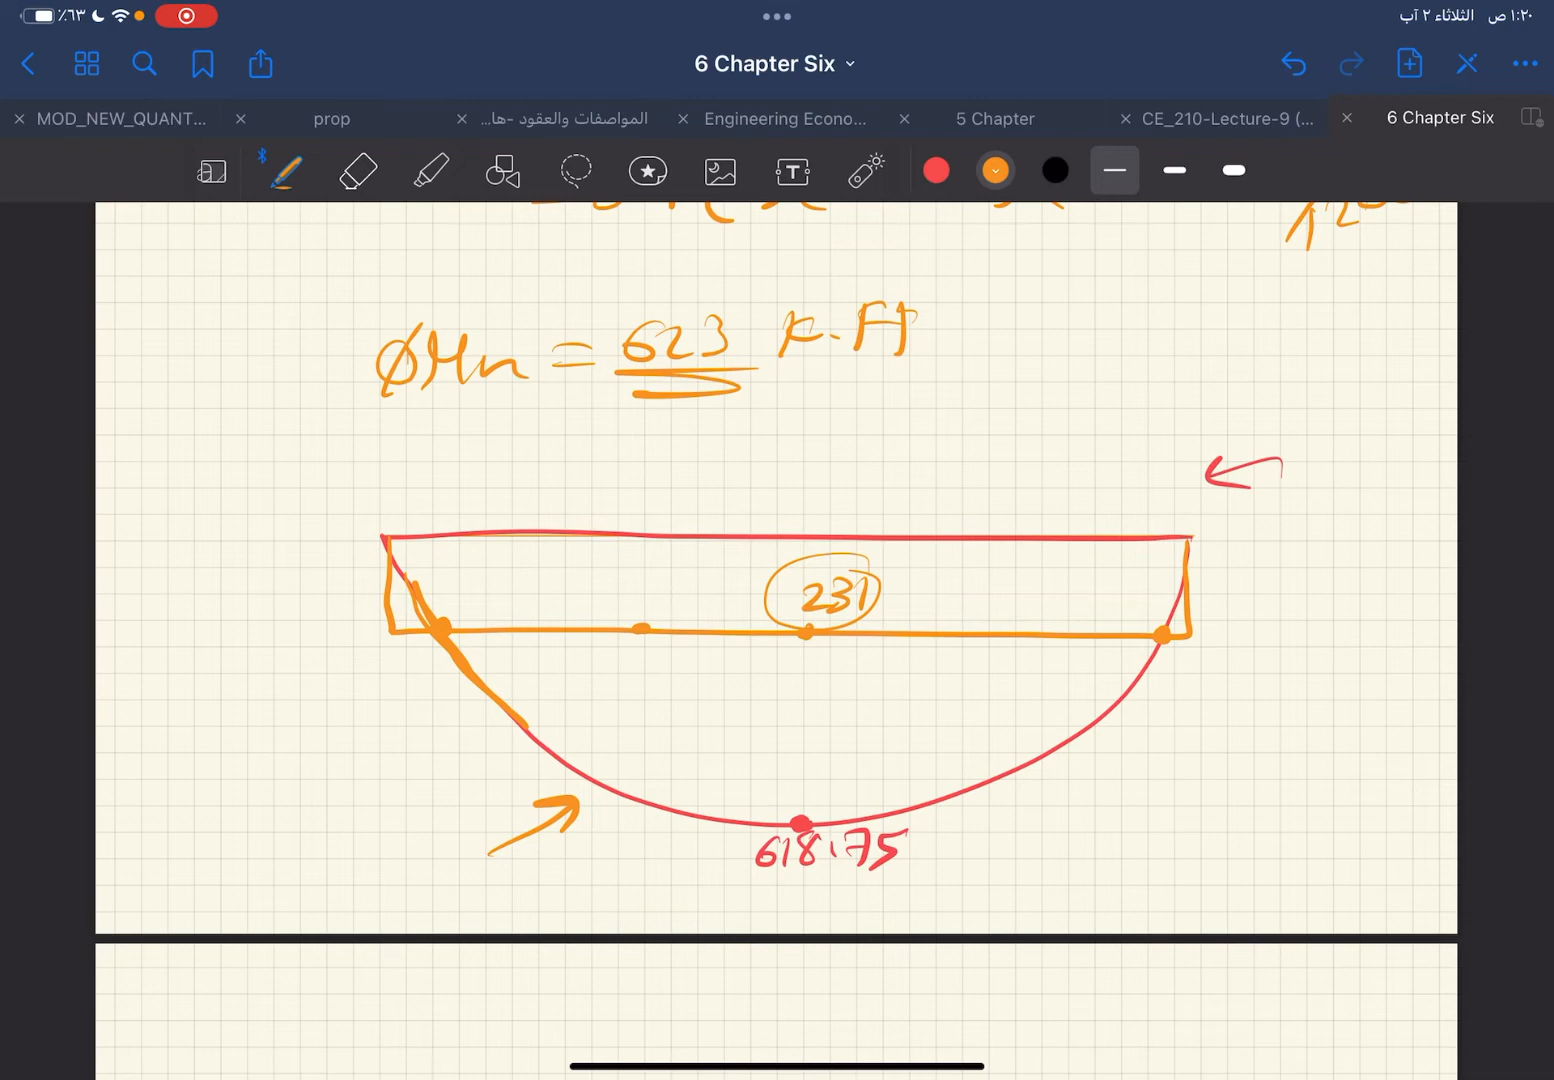 ٪٦٣
١:٢٠ ص الثلاثاء ٢ آب
6 Chapter Six
MOD_NEW_QUANT...
prop
المواصفات والعقود -ها...
Engineering Econo...
5 Chapter
CE_210-Lecture-9 (...
6 Chapter Six
T
ϕMn = 623 K.Ft
231
618.75